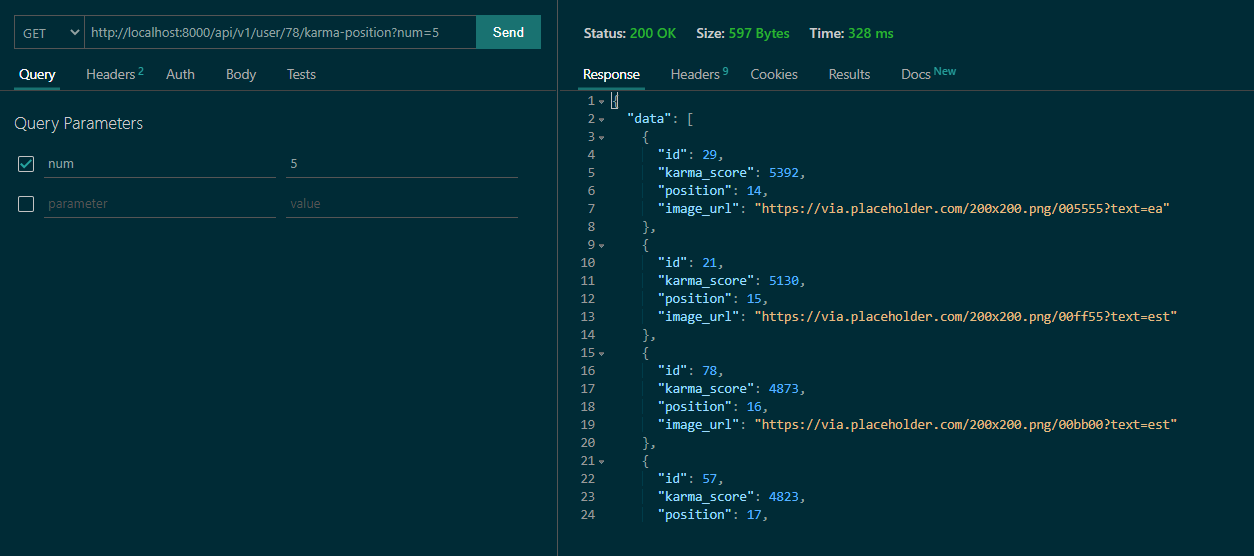 GET http://localhost:8000/api/v1/user/78/karma-position?num=5 Send
Query Headers 2 Auth Body Tests
Query Parameters
num 5
parameter value
Status: 200 OK Size: 597 Bytes Time: 328 ms
Response Headers 9 Cookies Results Docs New
1 {
2 "data": [
3 {
4 "id": 29,
5 "karma_score": 5392,
6 "position": 14,
7 "image_url": "https://via.placeholder.com/200x200.png/005555?text=ea"
8 },
9 {
10 "id": 21,
11 "karma_score": 5130,
12 "position": 15,
13 "image_url": "https://via.placeholder.com/200x200.png/00ff55?text=est"
14 },
15 {
16 "id": 78,
17 "karma_score": 4873,
18 "position": 16,
19 "image_url": "https://via.placeholder.com/200x200.png/00bb00?text=est"
20 },
21 {
22 "id": 57,
23 "karma_score": 4823,
24 "position": 17,